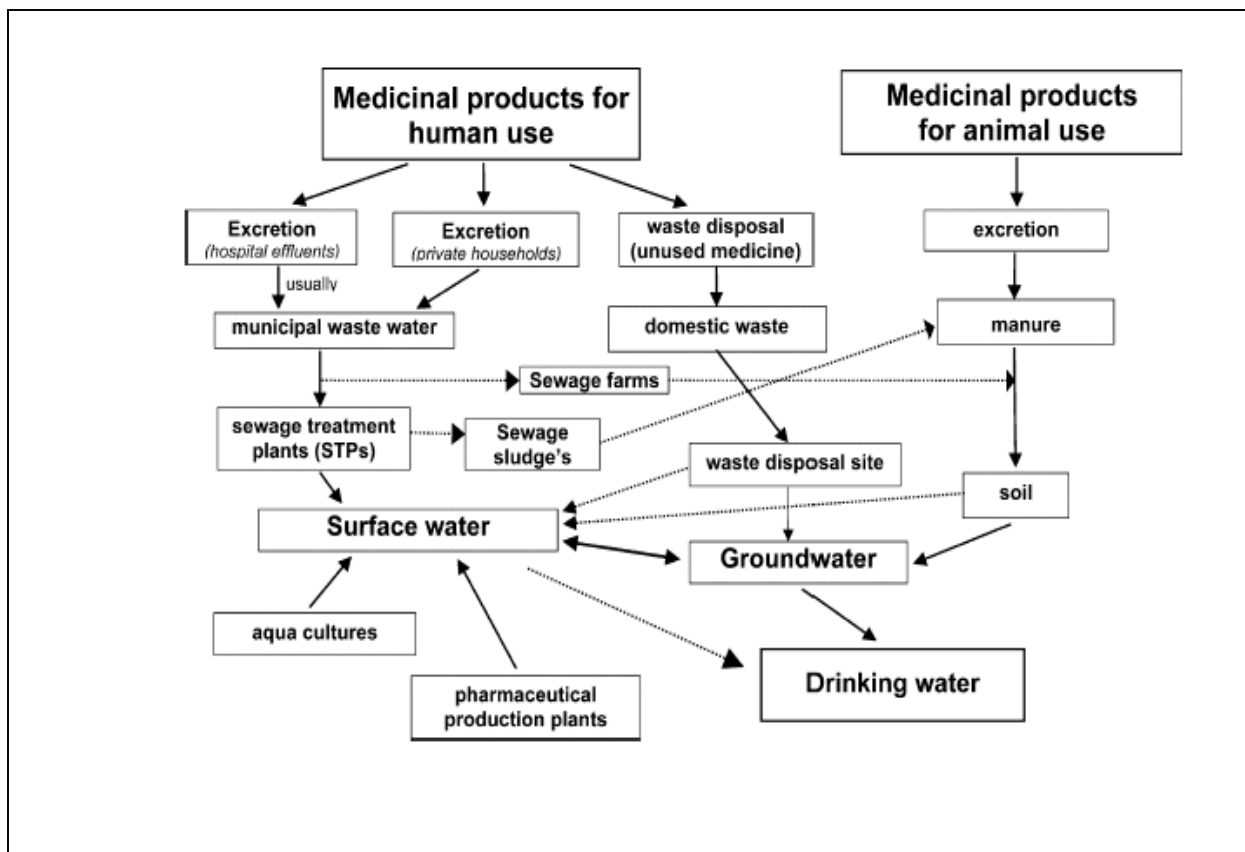 Medicinal products for
human use
Medicinal products
for animal use
Excretion
(hospital effluents)
Excretion
(private households)
waste disposal
(unused medicine)
excretion
usually
municipal waste water
domestic waste
manure
Sewage farms
sewage treatment
plants (STPs)
Sewage
sludge's
waste disposal site
soil
Surface water
Groundwater
aqua cultures
Drinking water
pharmaceutical
production plants